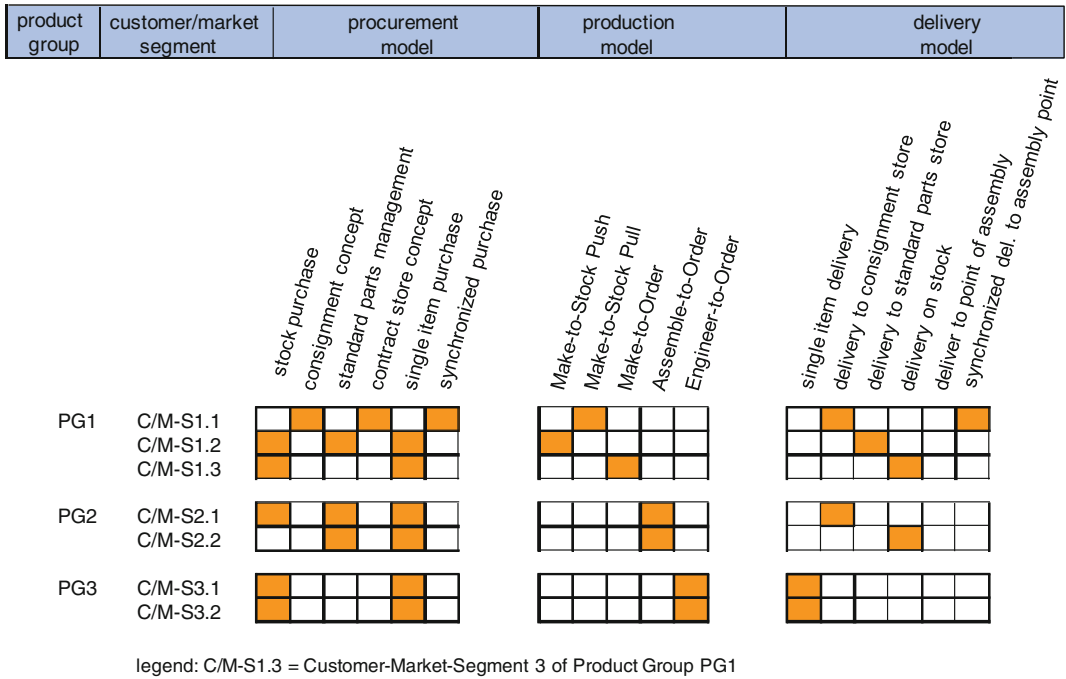 product group
customer/market segment
procurement model
production model
delivery model
stock purchase
consignment concept
standard parts management
contract store concept
single item purchase
synchronized purchase
Make-to-Stock Push
Make-to-Stock Pull
Make-to-Order
Assemble-to-Order
Engineer-to-Order
single item delivery
delivery to consignment store
delivery to standard parts store
delivery on stock
deliver to point of assembly
synchronized del. to assembly point
PG1 C/M-S1.1
C/M-S1.2
C/M-S1.3
PG2 C/M-S2.1
C/M-S2.2
PG3 C/M-S3.1
C/M-S3.2
legend: C/M-S1.3 = Customer-Market-Segment 3 of Product Group PG1